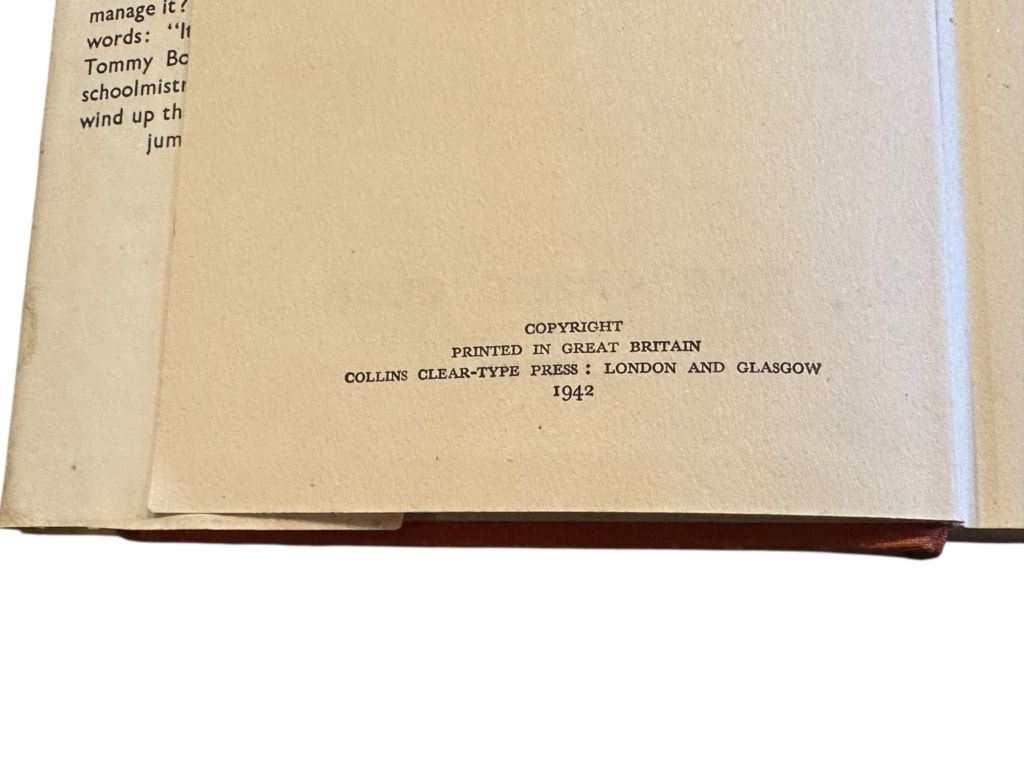 manage it?
words: "It
Tommy Bo
schoolmistr
wind up th
jum
COPYRIGHT
PRINTED IN GREAT BRITAIN
COLLINS CLEAR-TYPE PRESS : LONDON AND GLASGOW
1942